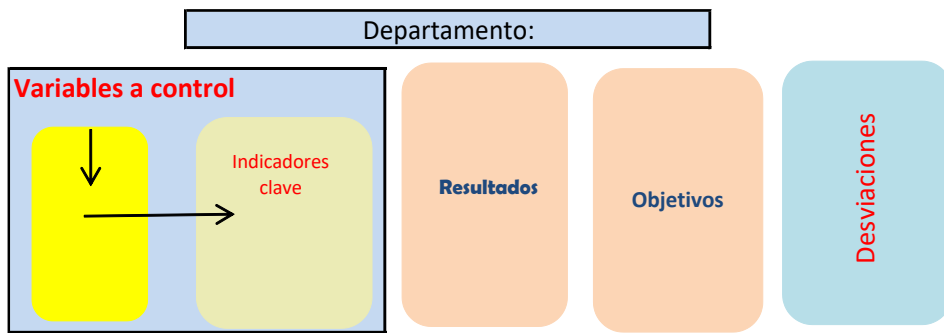 Departamento:
Variables a control
Indicadores
clave
Resultados
Objetivos
Desviaciones